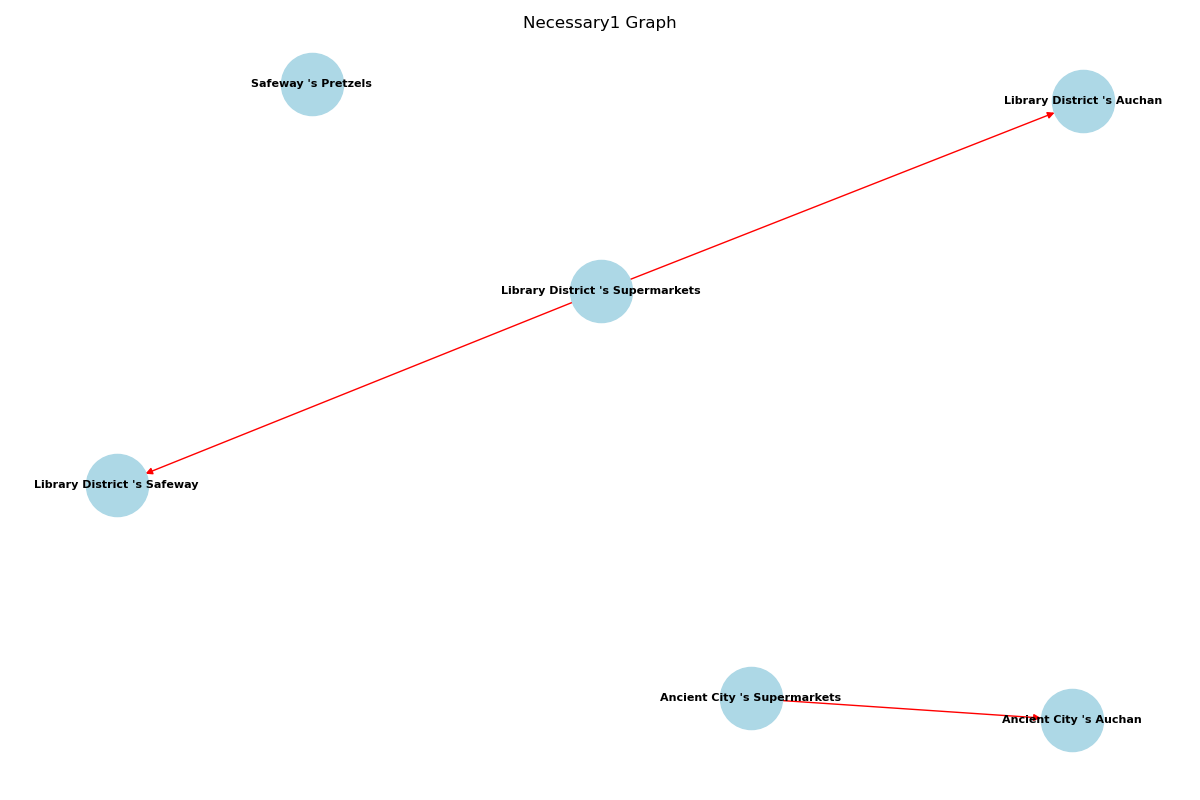 Necessary1 Graph
Safeway 's Pretzels
Library District 's Auchan
Library District 's Supermarkets
Library District 's Safeway
Ancient City 's Supermarkets
Ancient City 's Auchan